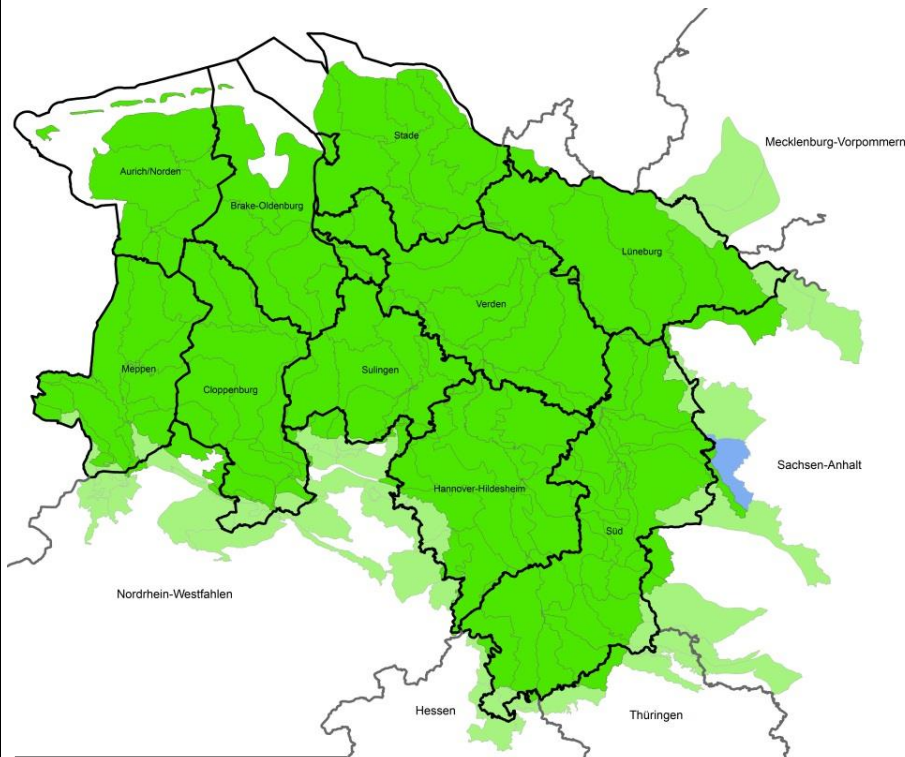 Stade
Mecklenburg-Vorpommern
Aurich/Norden
Brake-Oldenburg
Lüneburg
Verden
Meppen
Sulingen
Cloppenburg
Sachsen-Anhalt
Hannover-Hildesheim
Süd
Nordrhein-Westfahlen
Hessen
Thüringen